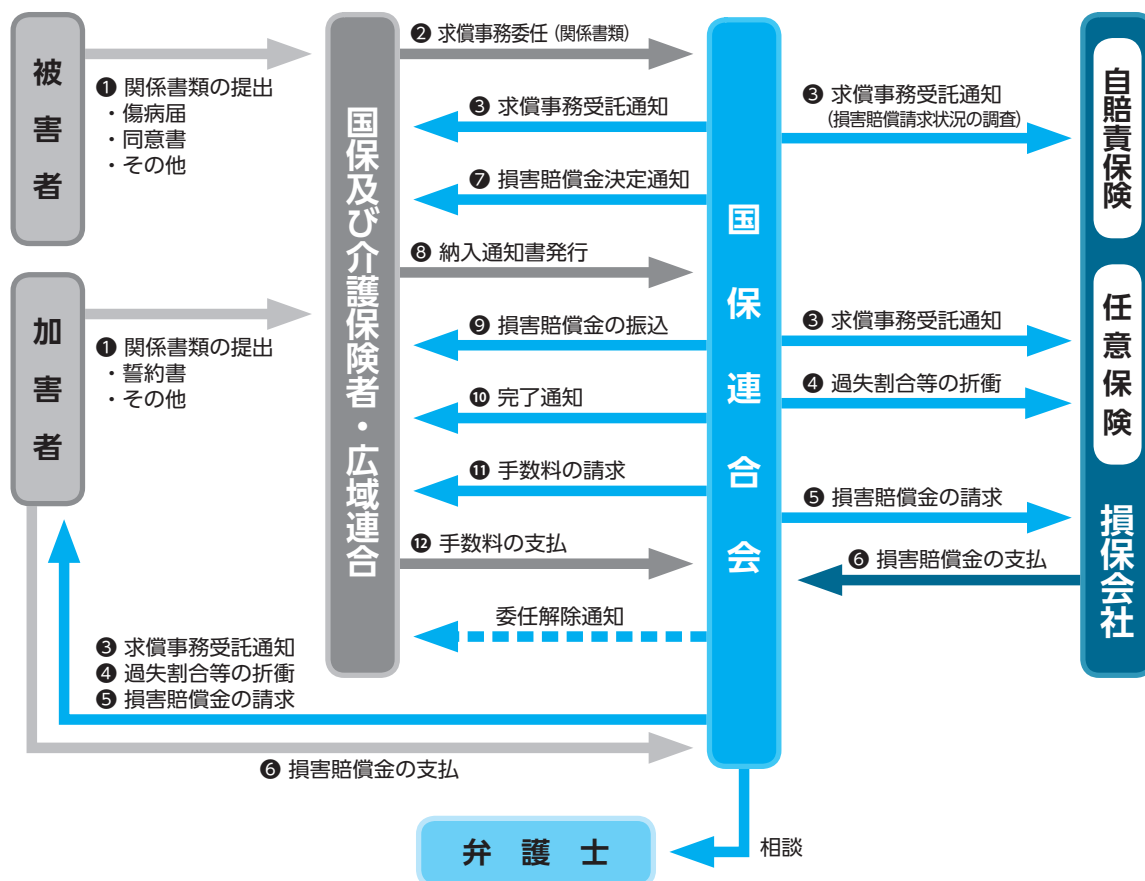 被害者
❶ 関係書類の提出
・傷病届
・同意書
・その他
加害者
❶ 関係書類の提出
・誓約書
・その他
国保及び介護保険者・広域連合
❷ 求償事務委任 (関係書類)
❸ 求償事務受託通知
❼ 損害賠償金決定通知
❽ 納入通知書発行
❾ 損害賠償金の振込
❿ 完了通知
⓫ 手数料の請求
⓬ 手数料の支払
委任解除通知
❸ 求償事務受託通知
❹ 過失割合等の折衝
❺ 損害賠償金の請求
❻ 損害賠償金の支払
国保連合会
❸ 求償事務受託通知
(損害賠償請求状況の調査)
❸ 求償事務受託通知
❹ 過失割合等の折衝
❺ 損害賠償金の請求
❻ 損害賠償金の支払
自賠責保険
任意保険
損保会社
弁護士
相談